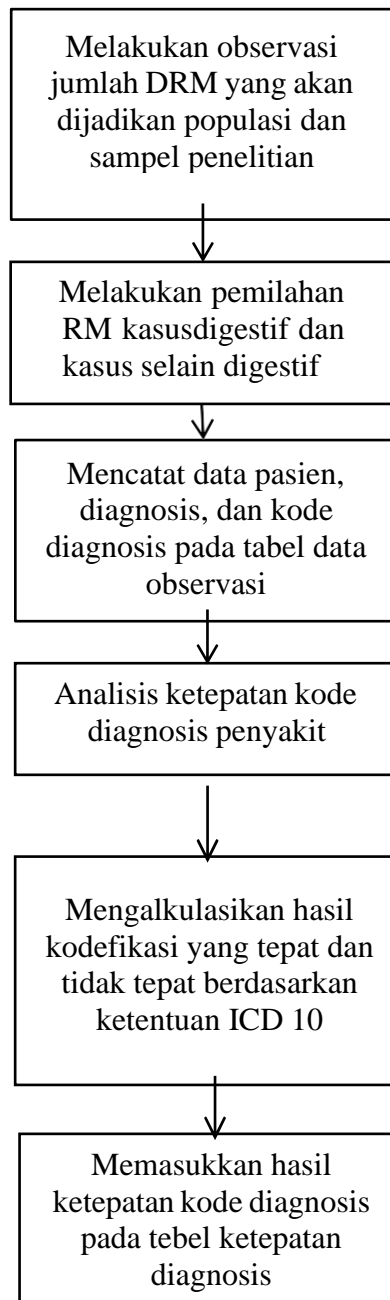 Melakukan observasi
jumlah DRM yang akan
dijadikan populasi dan
sampel penelitian
Melakukan pemilahan
RM kasusdigestif dan
kasus selain digestif
Mencatat data pasien,
diagnosis, dan kode
diagnosis pada tabel data
observasi
Analisis ketepatan kode
diagnosis penyakit
Mengalkulasikan hasil
kodefikasi yang tepat dan
tidak tepat berdasarkan
ketentuan ICD 10
Memasukkan hasil
ketepatan kode diagnosis
pada tebel ketepatan
diagnosis